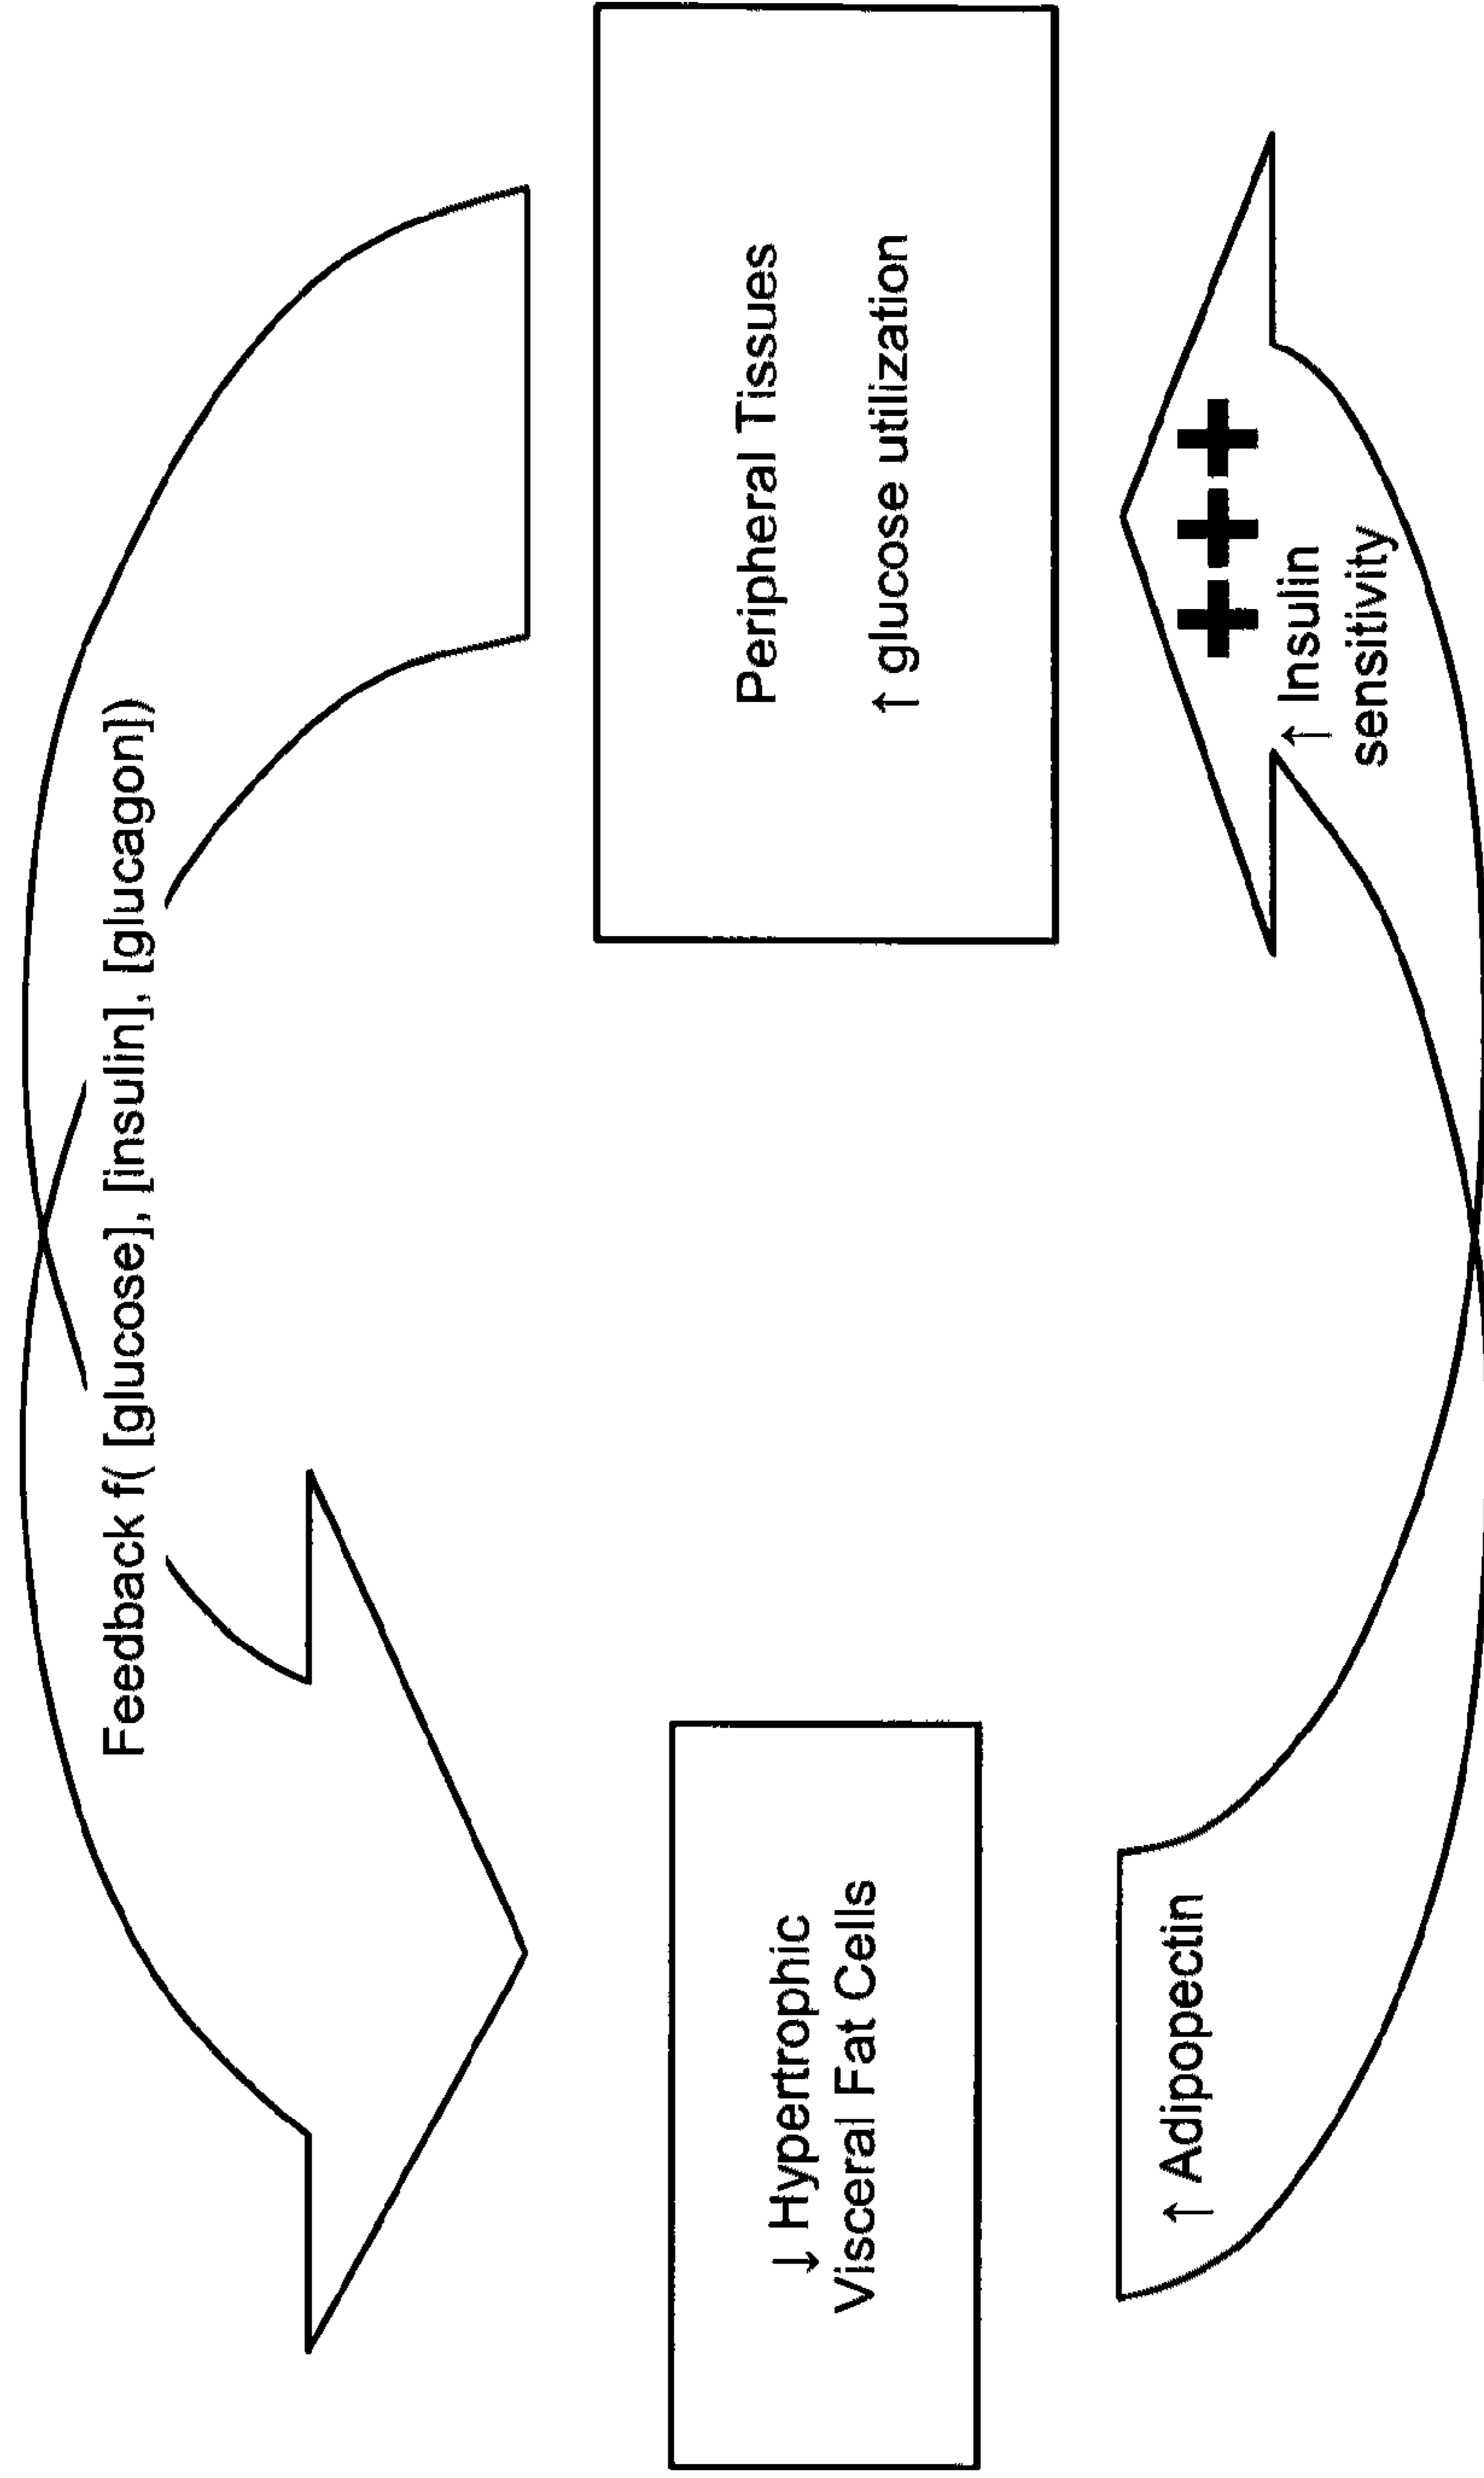 Feedback f( [glucose], [insulin], [glucagon])
↓ Hypertrophic
Visceral Fat Cells
Peripheral Tissues
↑ glucose utilization
↑ Adipopectin
+++
↑ Insulin
sensitivity